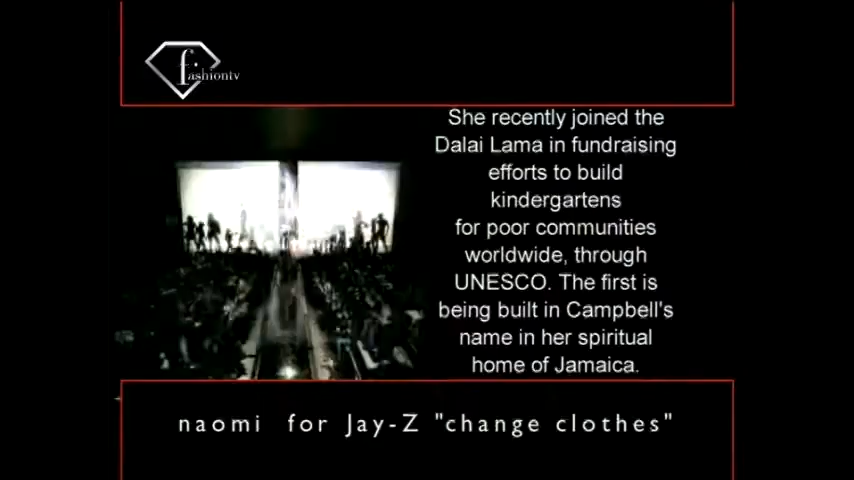 fashiontv
She recently joined the
Dalai Lama in fundraising
efforts to build
kindergartens
for poor communities
worldwide, through
UNESCO. The first is
being built in Campbell's
name in her spiritual
home of Jamaica.
naomi for Jay-Z "change clothes"